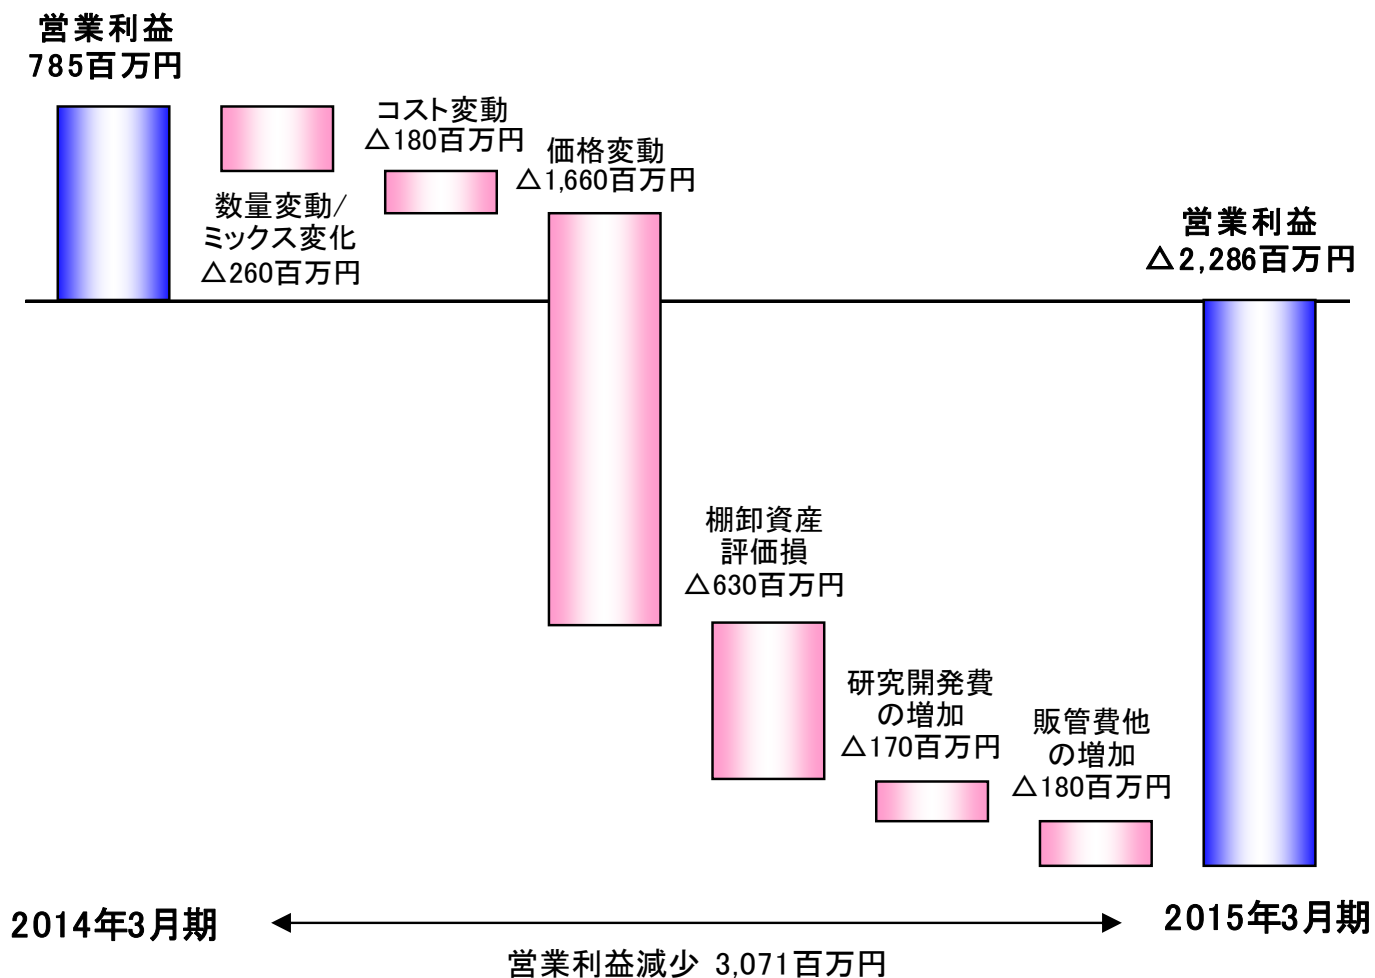 営業利益
785百万円
数量変動/
ミックス変化
△260百万円
コスト変動
△180百万円
価格変動
△1,660百万円
棚卸資産
評価損
△630百万円
研究開発費
の増加
△170百万円
販管費他
の増加
△180百万円
営業利益
△2,286百万円
2014年3月期
2015年3月期
営業利益減少 3,071百万円